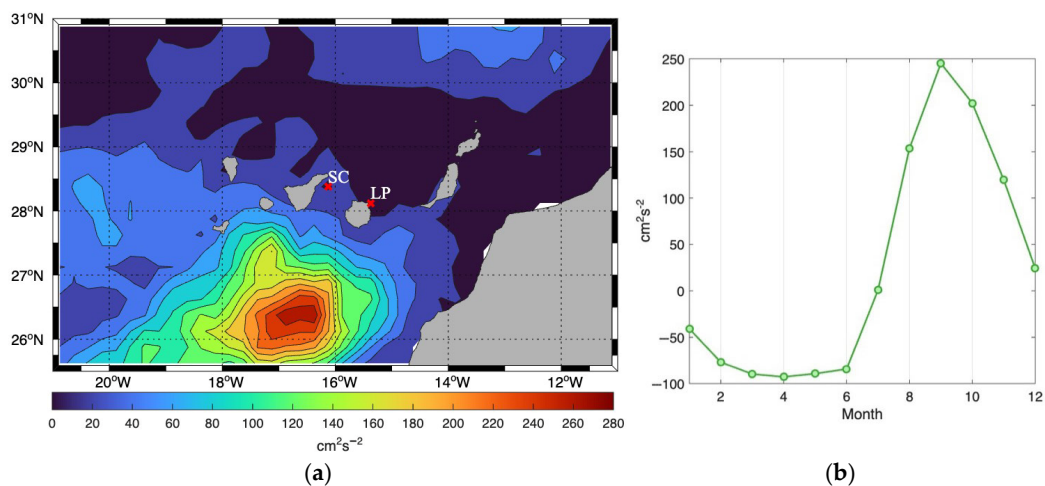 31°N
30°N
29°N
28°N
27°N
26°N
SC
LP
20°W 18°W 16°W 14°W 12°W
0 20 40 60 80 100 120 140 160 180 200 220 240 260 280
cm²s⁻²
(a)
250
200
150
100
50
0
−50
−100
cm²s⁻²
2 4 6 8 10 12
Month
(b)